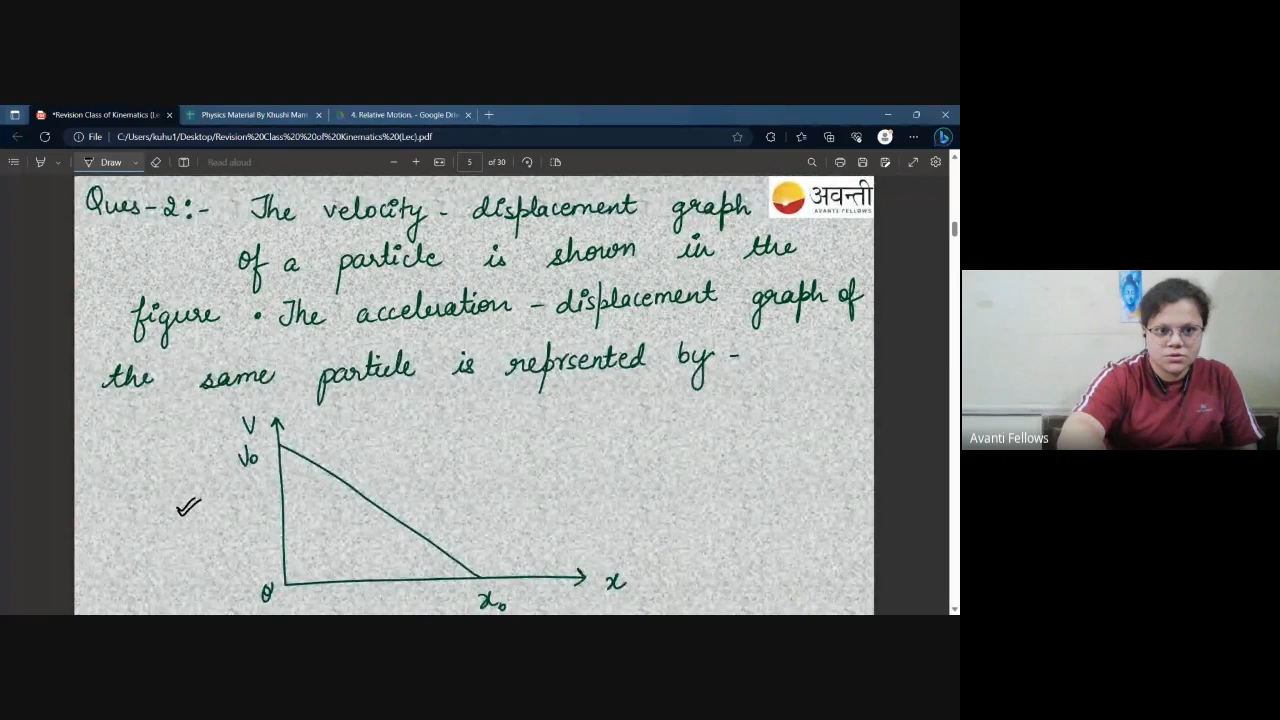 *Revision Class of Kinematics (Le
Physics Material By Khushi Mam
4. Relative Motion. - Google Dri
File
C:/Users/kuhu1/Desktop/Revision%20Class%20%20of%20Kinematics%20(Lec).pdf
Draw
Read aloud
5
of 30
Ques-2:- The velocity - displacement graph
अवन्ती
AVANTI FELLOWS
of a particle is shown in the
figure . The acceleration - displacement graph of
the same particle is reprsented by -
V
V₀
O
x₀
x
Avanti Fellows